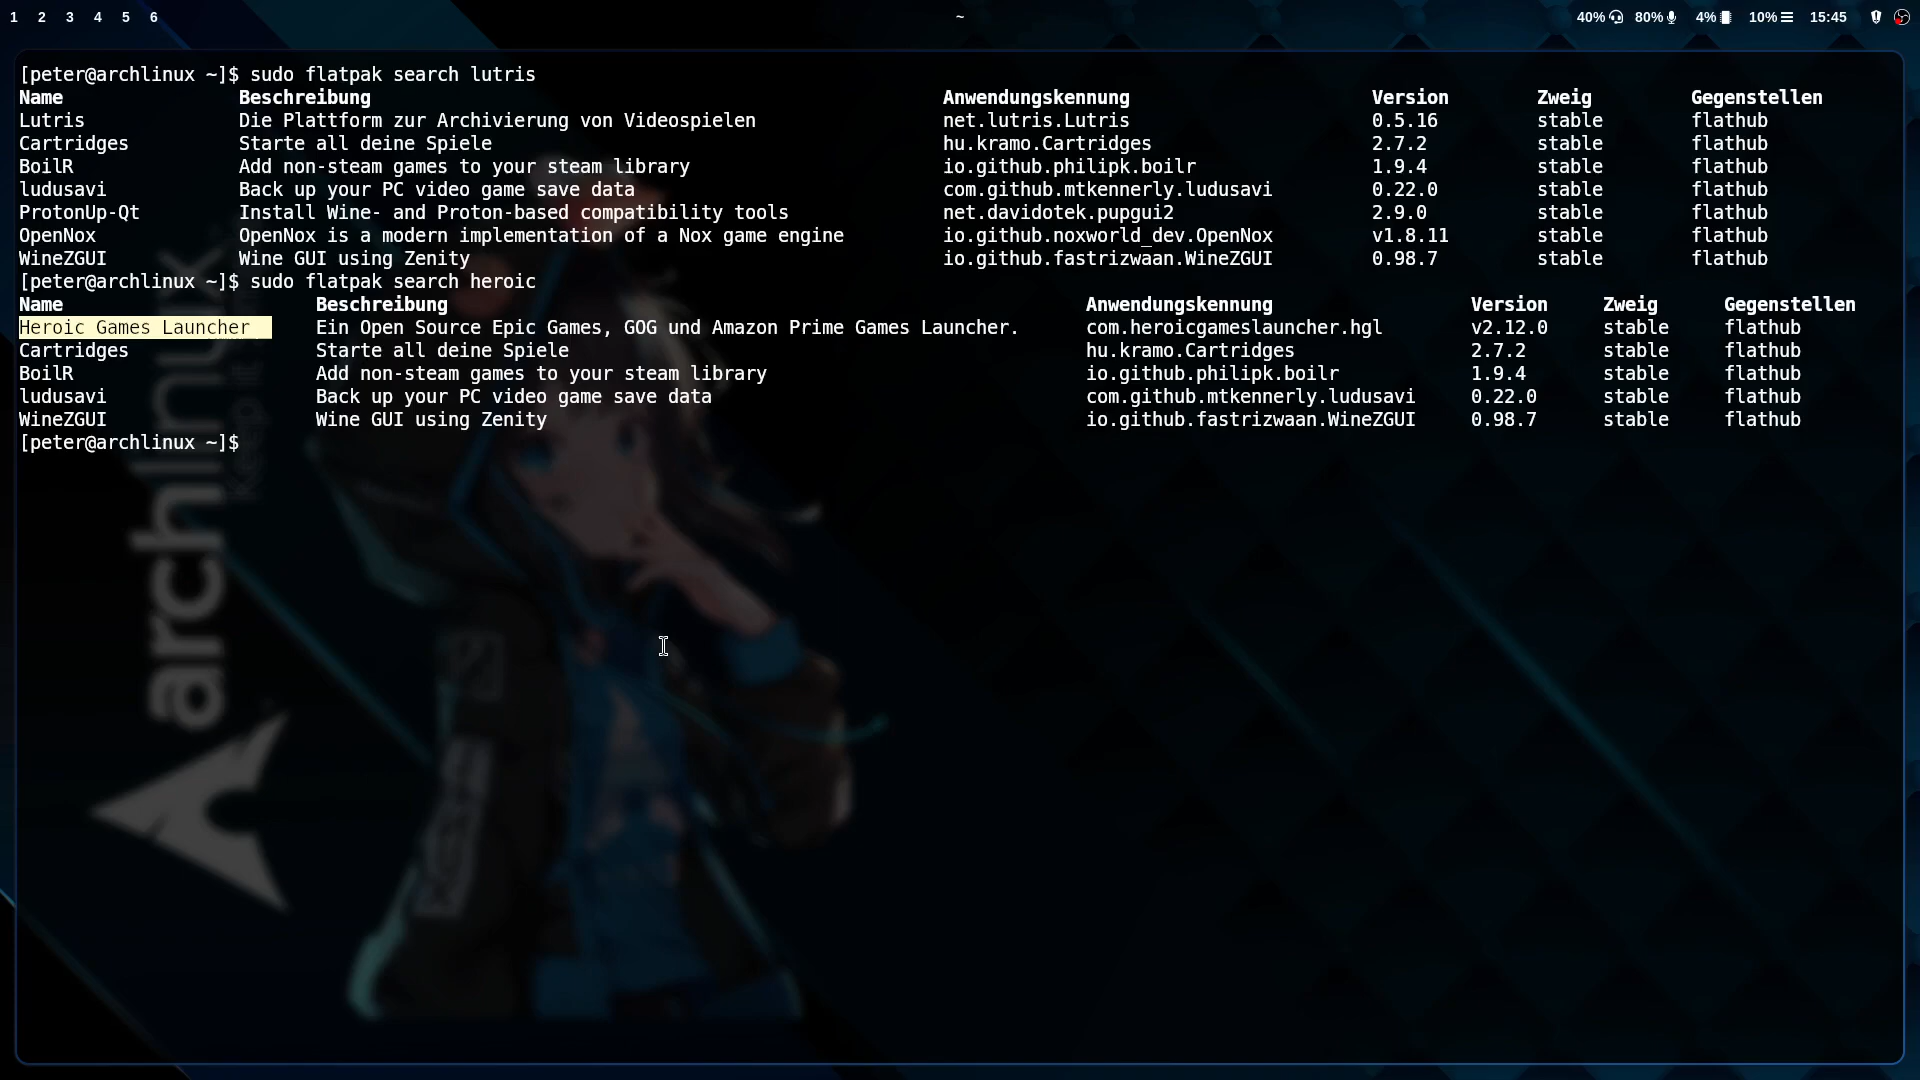 1 2 3 4 5 6 ~ 40% 80% 4% 10% 15:45
[peter@archlinux ~]$ sudo flatpak search lutris
Name Beschreibung Anwendungskennung Version Zweig Gegenstellen
Lutris Die Plattform zur Archivierung von Videospielen net.lutris.Lutris 0.5.16 stable flathub
Cartridges Starte all deine Spiele hu.kramo.Cartridges 2.7.2 stable flathub
BoilR Add non-steam games to your steam library io.github.philipk.boilr 1.9.4 stable flathub
ludusavi Back up your PC video game save data com.github.mtkennerly.ludusavi 0.22.0 stable flathub
ProtonUp-Qt Install Wine- and Proton-based compatibility tools net.davidotek.pupgui2 2.9.0 stable flathub
OpenNox OpenNox is a modern implementation of a Nox game engine io.github.noxworld_dev.OpenNox v1.8.11 stable flathub
WineZGUI Wine GUI using Zenity io.github.fastrizwaan.WineZGUI 0.98.7 stable flathub
[peter@archlinux ~]$ sudo flatpak search heroic
Name Beschreibung Anwendungskennung Version Zweig Gegenstellen
Heroic Games Launcher Ein Open Source Epic Games, GOG und Amazon Prime Games Launcher. com.heroicgameslauncher.hgl v2.12.0 stable flathub
Cartridges Starte all deine Spiele hu.kramo.Cartridges 2.7.2 stable flathub
BoilR Add non-steam games to your steam library io.github.philipk.boilr 1.9.4 stable flathub
ludusavi Back up your PC video game save data com.github.mtkennerly.ludusavi 0.22.0 stable flathub
WineZGUI Wine GUI using Zenity io.github.fastrizwaan.WineZGUI 0.98.7 stable flathub
[peter@archlinux ~]$
archlinux